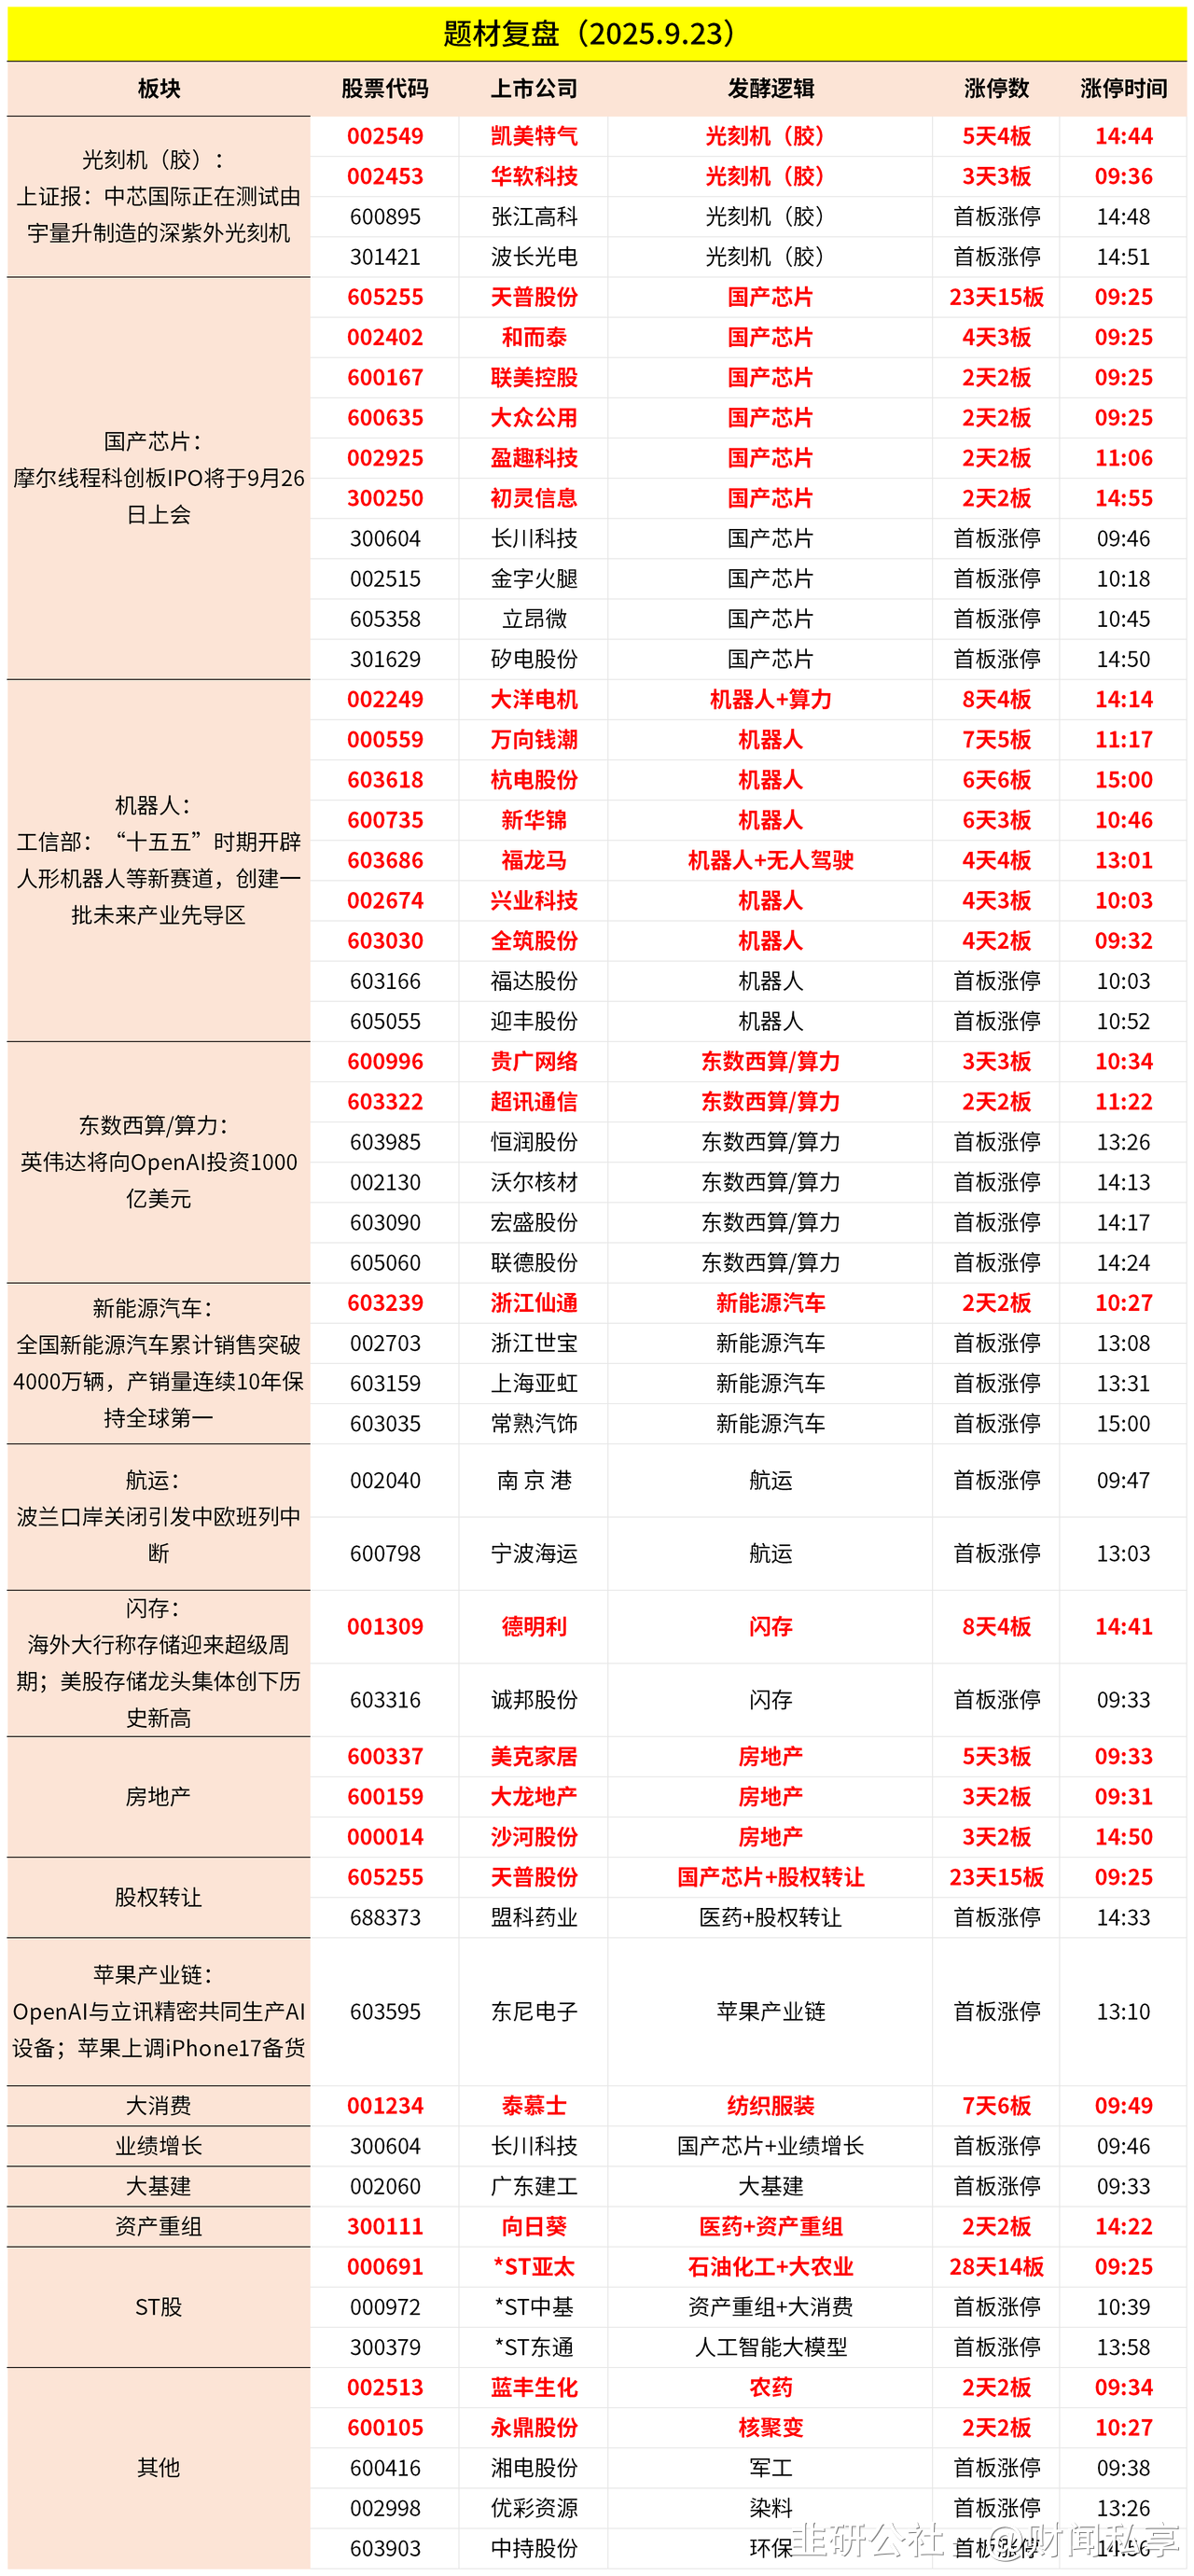 题材复盘（2025.9.23）
板块 股票代码 上市公司 发酵逻辑 涨停数 涨停时间
光刻机（胶）：
上证报：中芯国际正在测试由
宇量升制造的深紫外光刻机
002549 凯美特气 光刻机（胶） 5天4板 14:44
002453 华软科技 光刻机（胶） 3天3板 09:36
600895 张江高科 光刻机（胶） 首板涨停 14:48
301421 波长光电 光刻机（胶） 首板涨停 14:51
国产芯片：
摩尔线程科创板IPO将于9月26
日上会
605255 天普股份 国产芯片 23天15板 09:25
002402 和而泰 国产芯片 4天3板 09:25
600167 联美控股 国产芯片 2天2板 09:25
600635 大众公用 国产芯片 2天2板 09:25
002925 盈趣科技 国产芯片 2天2板 11:06
300250 初灵信息 国产芯片 2天2板 14:55
300604 长川科技 国产芯片 首板涨停 09:46
002515 金字火腿 国产芯片 首板涨停 10:18
605358 立昂微 国产芯片 首板涨停 10:45
301629 矽电股份 国产芯片 首板涨停 14:50
机器人：
工信部：“十五五”时期开辟
人形机器人等新赛道，创建一
批未来产业先导区
002249 大洋电机 机器人+算力 8天4板 14:14
000559 万向钱潮 机器人 7天5板 11:17
603618 杭电股份 机器人 6天6板 15:00
600735 新华锦 机器人 6天3板 10:46
603686 福龙马 机器人+无人驾驶 4天4板 13:01
002674 兴业科技 机器人 4天3板 10:03
603030 全筑股份 机器人 4天2板 09:32
603166 福达股份 机器人 首板涨停 10:03
605055 迎丰股份 机器人 首板涨停 10:52
东数西算/算力：
英伟达将向OpenAI投资1000
亿美元
600996 贵广网络 东数西算/算力 3天3板 10:34
603322 超讯通信 东数西算/算力 2天2板 11:22
603985 恒润股份 东数西算/算力 首板涨停 13:26
002130 沃尔核材 东数西算/算力 首板涨停 14:13
603090 宏盛股份 东数西算/算力 首板涨停 14:17
605060 联德股份 东数西算/算力 首板涨停 14:24
新能源汽车：
全国新能源汽车累计销售突破
4000万辆，产销量连续10年保
持全球第一
603239 浙江仙通 新能源汽车 2天2板 10:27
002703 浙江世宝 新能源汽车 首板涨停 13:08
603159 上海亚虹 新能源汽车 首板涨停 13:31
603035 常熟汽饰 新能源汽车 首板涨停 15:00
航运：
波兰口岸关闭引发中欧班列中
断
002040 南 京 港 航运 首板涨停 09:47
600798 宁波海运 航运 首板涨停 13:03
闪存：
海外大行称存储迎来超级周
期；美股存储龙头集体创下历
史新高
001309 德明利 闪存 8天4板 14:41
603316 诚邦股份 闪存 首板涨停 09:33
房地产
600337 美克家居 房地产 5天3板 09:33
600159 大龙地产 房地产 3天2板 09:31
000014 沙河股份 房地产 3天2板 14:50
股权转让
605255 天普股份 国产芯片+股权转让 23天15板 09:25
688373 盟科药业 医药+股权转让 首板涨停 14:33
苹果产业链：
OpenAI与立讯精密共同生产AI
设备；苹果上调iPhone17备货
603595 东尼电子 苹果产业链 首板涨停 13:10
大消费 001234 泰慕士 纺织服装 7天6板 09:49
业绩增长 300604 长川科技 国产芯片+业绩增长 首板涨停 09:46
大基建 002060 广东建工 大基建 首板涨停 09:33
资产重组 300111 向日葵 医药+资产重组 2天2板 14:22
ST股
000691 *ST亚太 石油化工+大农业 28天14板 09:25
000972 *ST中基 资产重组+大消费 首板涨停 10:39
300379 *ST东通 人工智能大模型 首板涨停 13:58
其他
002513 蓝丰生化 农药 2天2板 09:34
600105 永鼎股份 核聚变 2天2板 10:27
600416 湘电股份 军工 首板涨停 09:38
002998 优彩资源 染料 首板涨停 13:26
603903 中持股份 环保 首板涨停 14:56
韭研公社 @财闻私享